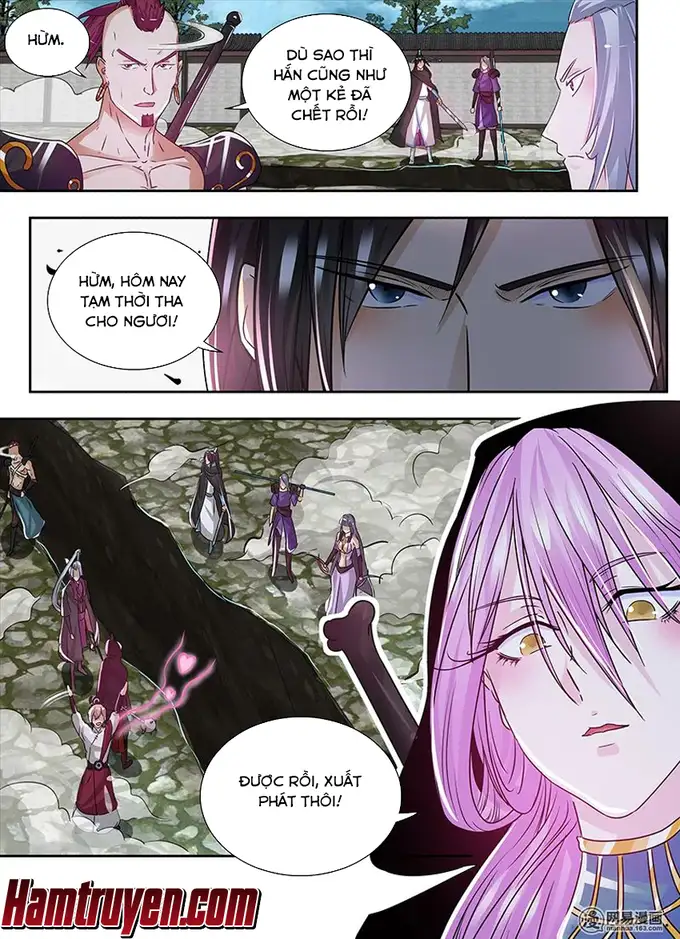 HỪM.
DÙ SAO THÌ
HẮN CŨNG NHƯ
MỘT KẺ ĐÃ
CHẾT RỒI!
HỪM, HÔM NAY
TẠM THỜI THA
CHO NGƯƠI!
ĐƯỢC RỒI, XUẤT
PHÁT THÔI!
Hamtruyen.com
网易漫画
manhua.163.com